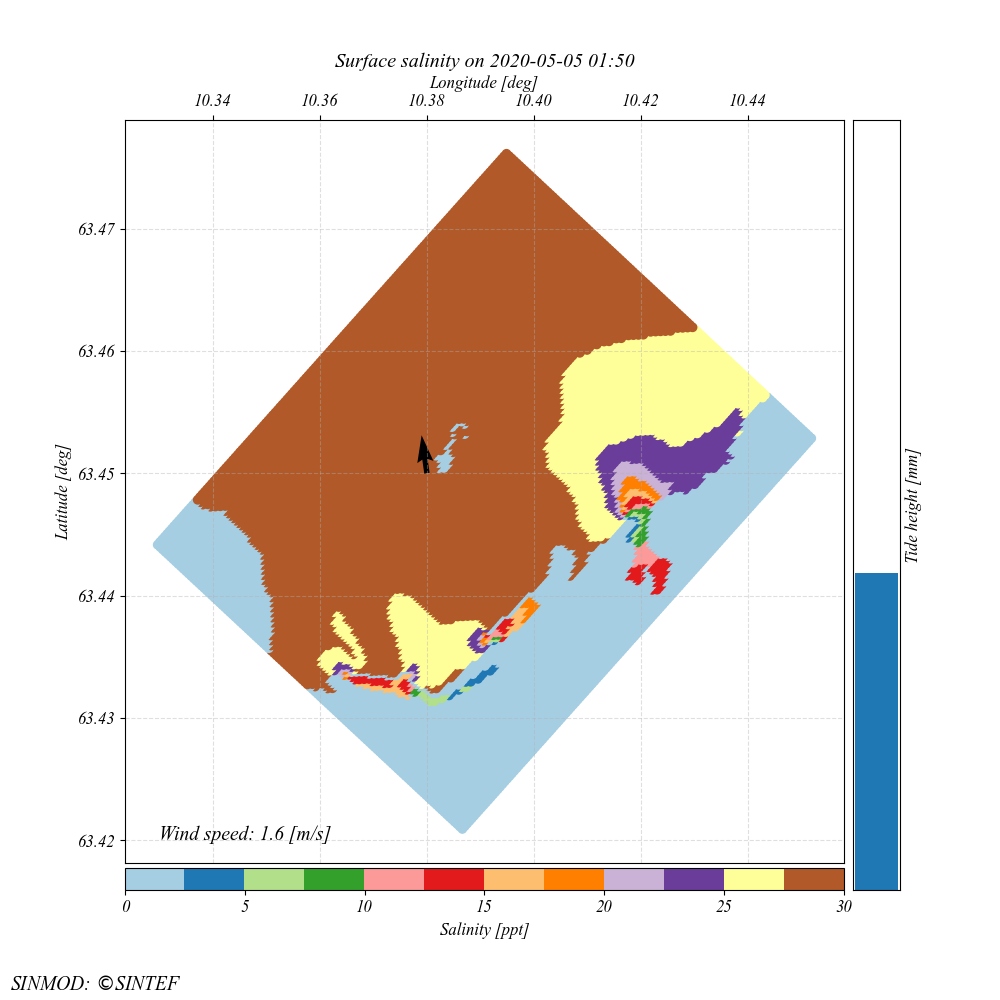 Surface salinity on 2020-05-05 01:50
Longitude [deg]
10.34 10.36 10.38 10.40 10.42 10.44
63.47
63.46
63.45
63.44
63.43
63.42
Latitude [deg]
Tide height [mm]
Wind speed: 1.6 [m/s]
0 5 10 15 20 25 30
Salinity [ppt]
SINMOD: ©SINTEF